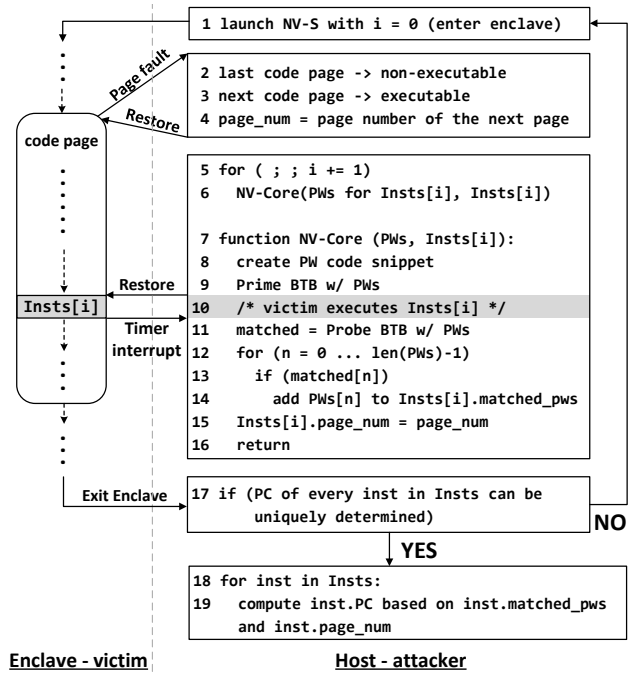 1 launch NV-S with i = 0 (enter enclave)
Page fault
2 last code page -> non-executable
3 next code page -> executable
4 page_num = page number of the next page
Restore
code page
5 for ( ; ; i += 1)
6 NV-Core(PWs for Insts[i], Insts[i])
7 function NV-Core (PWs, Insts[i]):
8 create PW code snippet
9 Prime BTB w/ PWs
Restore
Insts[i]
10 /* victim executes Insts[i] */
Timer
interrupt
11 matched = Probe BTB w/ PWs
12 for (n = 0 ... len(PWs)-1)
13 if (matched[n])
14 add PWs[n] to Insts[i].matched_pws
15 Insts[i].page_num = page_num
16 return
Exit Enclave
17 if (PC of every inst in Insts can be
uniquely determined)
NO
YES
18 for inst in Insts:
19 compute inst.PC based on inst.matched_pws
and inst.page_num
Enclave - victim
Host - attacker